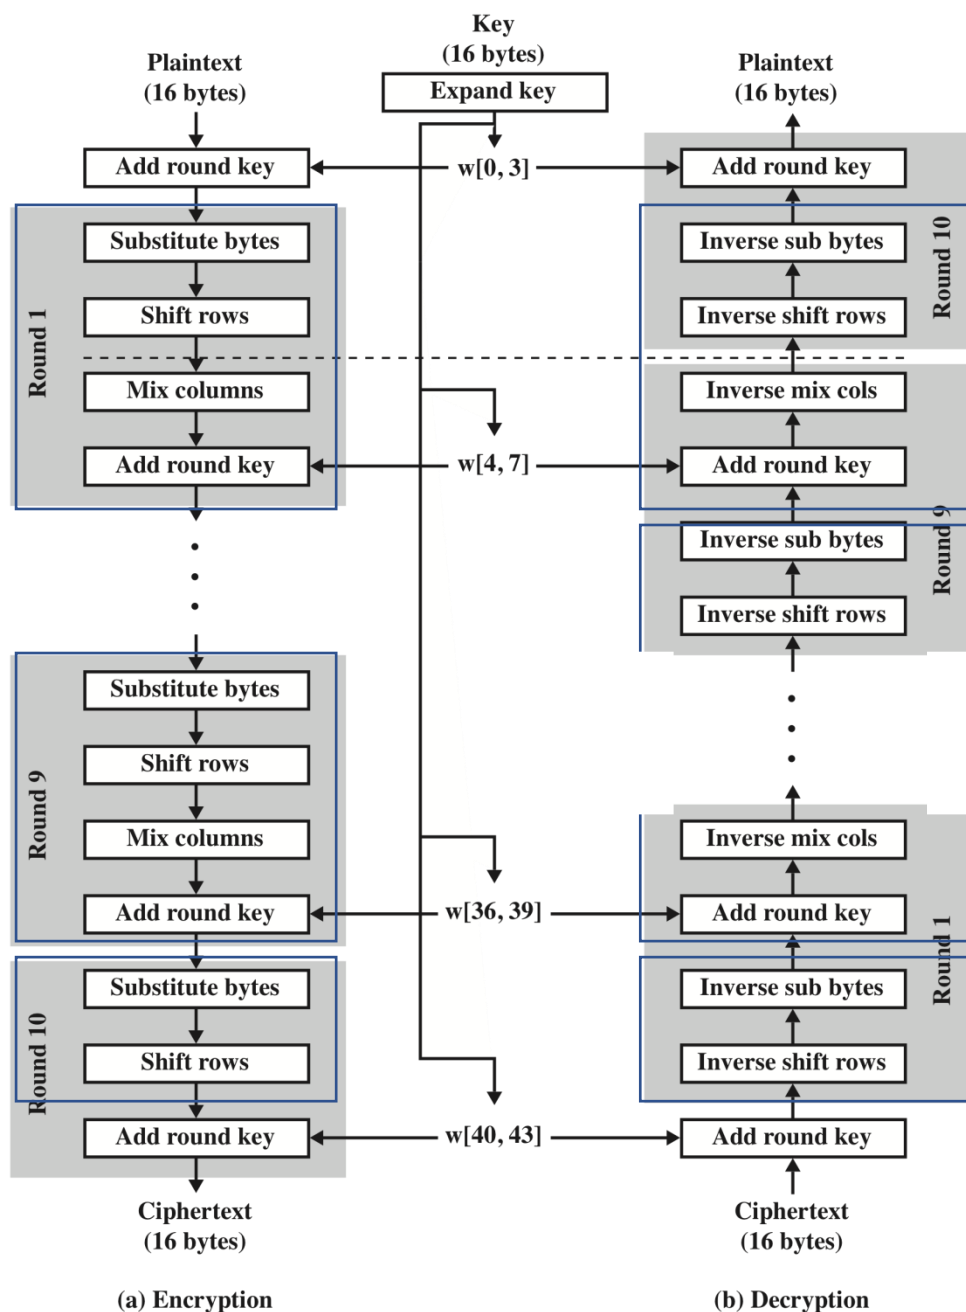 Key
(16 bytes)
Expand key
Plaintext
(16 bytes)
Add round key
Substitute bytes
Shift rows
Mix columns
Add round key
Round 1
Substitute bytes
Shift rows
Mix columns
Add round key
Round 9
Substitute bytes
Shift rows
Add round key
Round 10
Ciphertext
(16 bytes)
(a) Encryption
w[0, 3]
w[4, 7]
w[36, 39]
w[40, 43]
Plaintext
(16 bytes)
Add round key
Inverse sub bytes
Inverse shift rows
Round 10
Inverse mix cols
Add round key
Inverse sub bytes
Inverse shift rows
Round 9
Inverse mix cols
Add round key
Inverse sub bytes
Inverse shift rows
Round 1
Add round key
Ciphertext
(16 bytes)
(b) Decryption